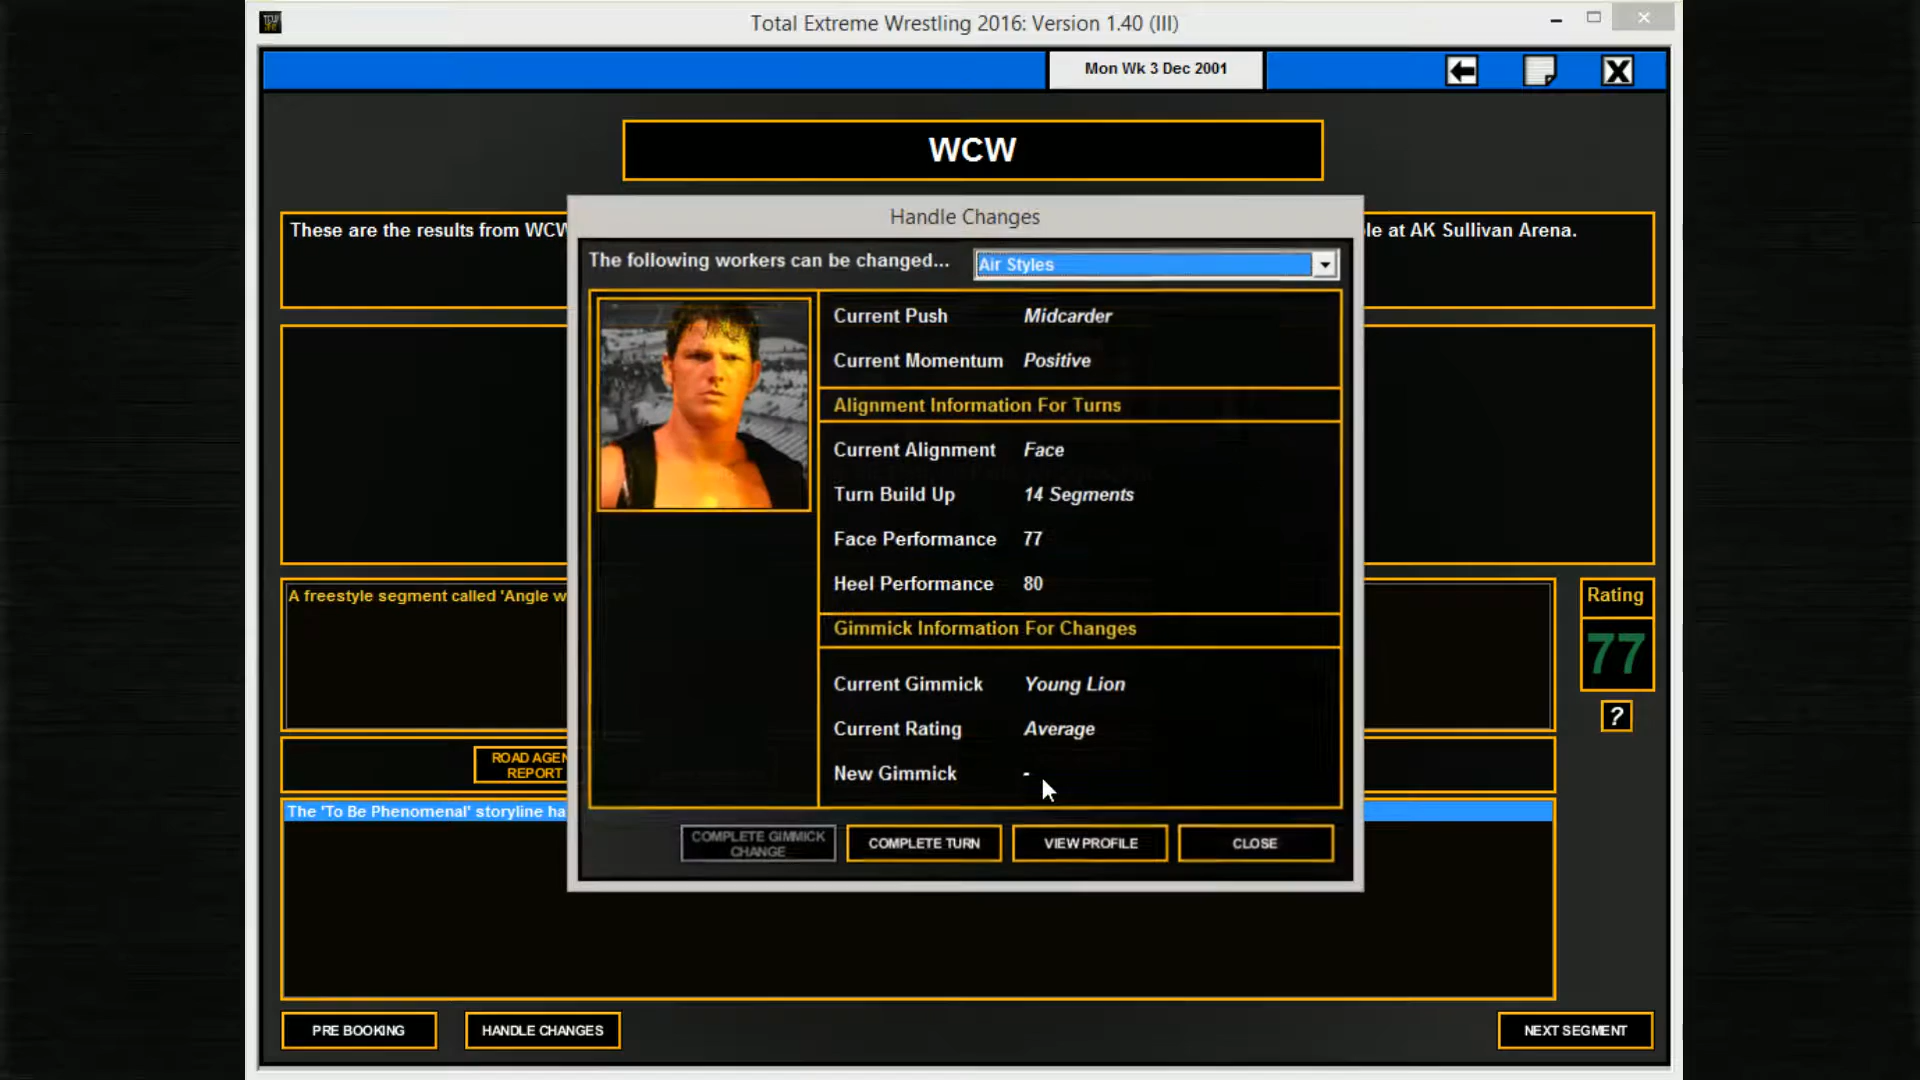 Total Extreme Wrestling 2016: Version 1.40 (III)
Mon Wk 3 Dec 2001
WCW
These are the results from WCW
le at AK Sullivan Arena.
Handle Changes
The following workers can be changed...
Air Styles
Current Push Midcarder
Current Momentum Positive
Alignment Information For Turns
Current Alignment Face
Turn Build Up 14 Segments
Face Performance 77
Heel Performance 80
Gimmick Information For Changes
Current Gimmick Young Lion
Current Rating Average
New Gimmick -
COMPLETE GIMMICK
CHANGE
COMPLETE TURN
VIEW PROFILE
CLOSE
A freestyle segment called 'Angle w
Rating
77
?
ROAD AGEN
REPORT
The 'To Be Phenomenal' storyline ha
PRE BOOKING
HANDLE CHANGES
NEXT SEGMENT